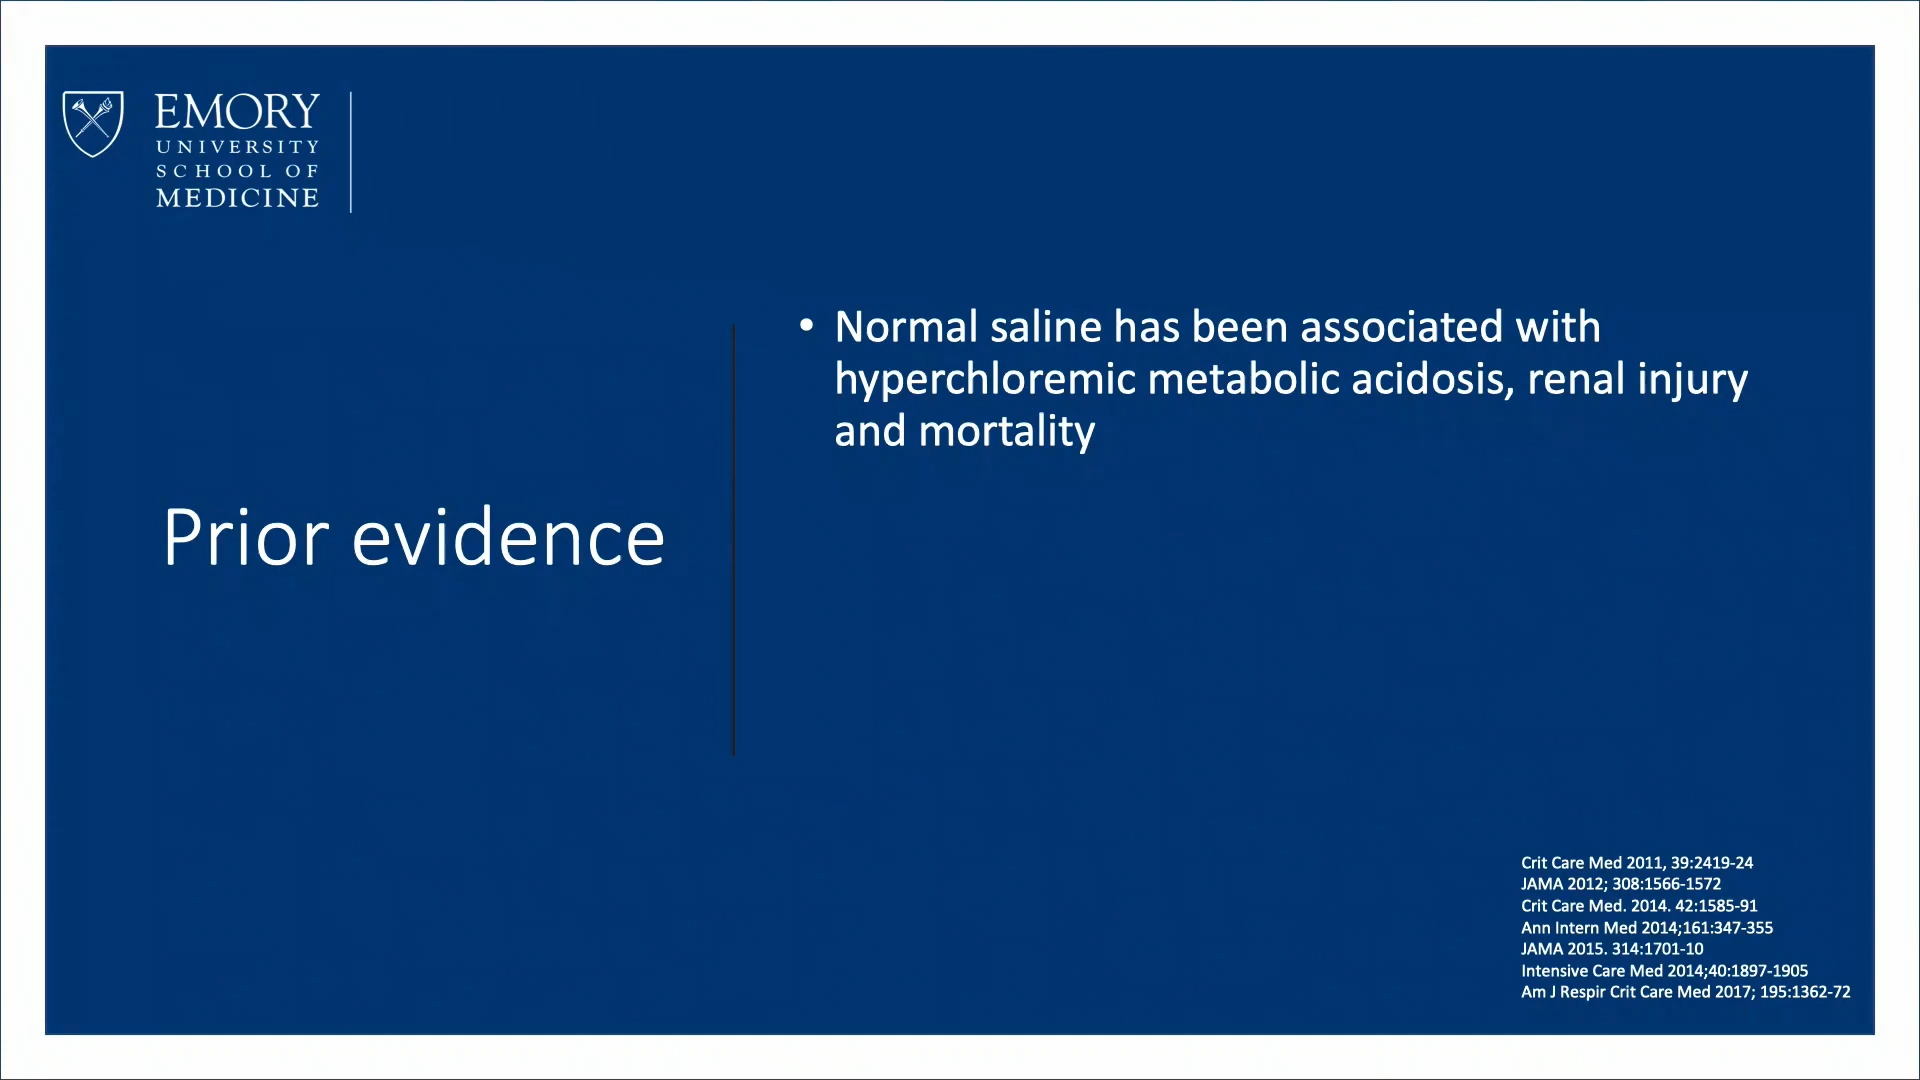 EMORY
UNIVERSITY
SCHOOL OF
MEDICINE
Prior evidence
• Normal saline has been associated with
hyperchloremic metabolic acidosis, renal injury
and mortality
Crit Care Med 2011, 39:2419-24
JAMA 2012; 308:1566-1572
Crit Care Med. 2014. 42:1585-91
Ann Intern Med 2014;161:347-355
JAMA 2015. 314:1701-10
Intensive Care Med 2014;40:1897-1905
Am J Respir Crit Care Med 2017; 195:1362-72